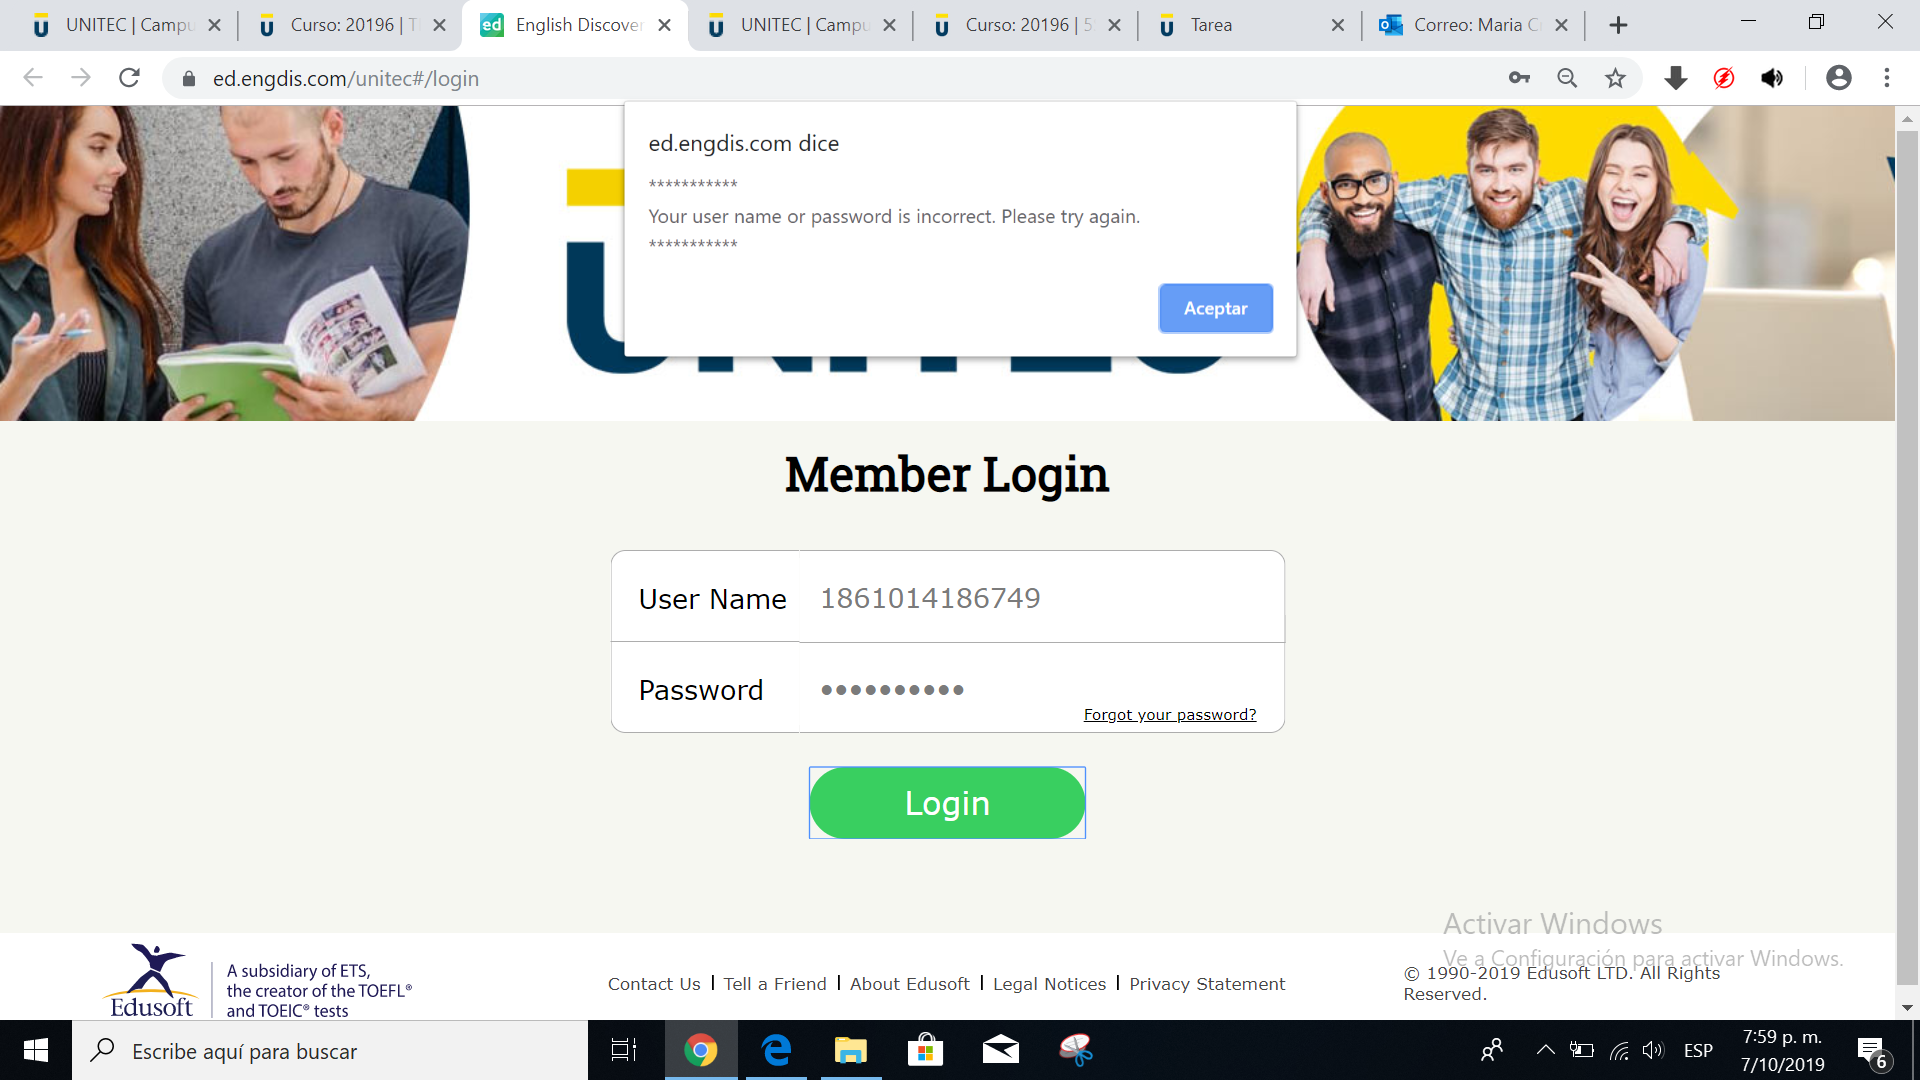 UNITEC | Campu
Curso: 20196 | T
English Discover
UNITEC | Campu
Curso: 20196 | 5
Tarea
Correo: Maria C
ed.engdis.com/unitec#/login
ed.engdis.com dice
***********
Your user name or password is incorrect. Please try again.
***********
Aceptar
Member Login
User Name 1861014186749
Password ••••••••••
Forgot your password?
Login
Activar Windows
Ve a Configuración para activar Windows.
Edusoft
A subsidiary of ETS,
the creator of the TOEFL®
and TOEIC® tests
Contact Us | Tell a Friend | About Edusoft | Legal Notices | Privacy Statement
© 1990-2019 Edusoft LTD. All Rights
Reserved.
Escribe aquí para buscar
ESP
7:59 p. m.
7/10/2019
6